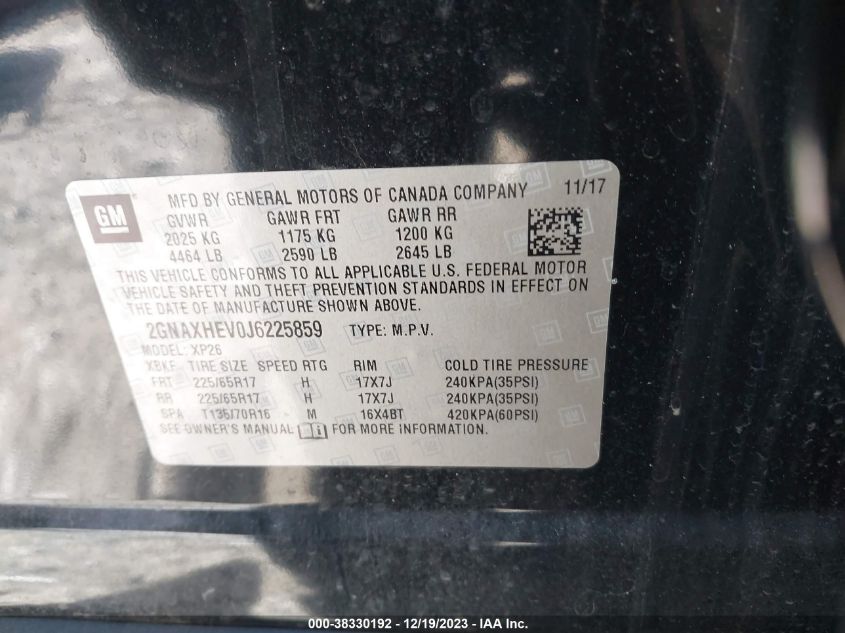 GM
MFD BY GENERAL MOTORS OF CANADA COMPANY 11/17
GVWR GAWR FRT GAWR RR
2025 KG 1175 KG 1200 KG
4464 LB 2590 LB 2645 LB
THIS VEHICLE CONFORMS TO ALL APPLICABLE U.S. FEDERAL MOTOR
VEHICLE SAFETY AND THEFT PREVENTION STANDARDS IN EFFECT ON
THE DATE OF MANUFACTURE SHOWN ABOVE.
2GNAXHEV0J6225859 TYPE: M.P.V.
MODEL: XP26
XBKF TIRE SIZE SPEED RTG RIM COLD TIRE PRESSURE
FRT 225/65R17 H 17X7J 240KPA(35PSI)
RR 225/65R17 H 17X7J 240KPA(35PSI)
SPA T135/70R16 M 16X4BT 420KPA(60PSI)
SEE OWNER'S MANUAL i FOR MORE INFORMATION.
000-38330192 - 12/19/2023 - IAA Inc.